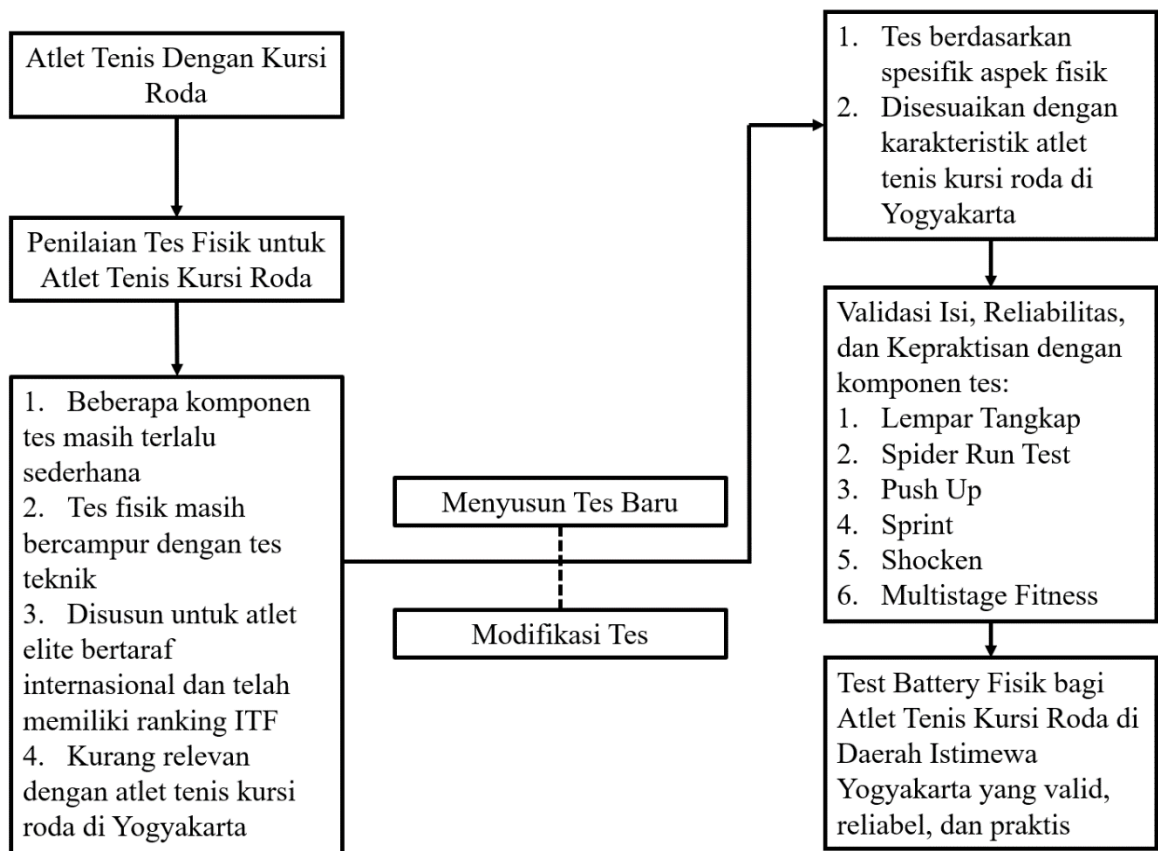 Atlet Tenis Dengan Kursi
Roda
Penilaian Tes Fisik untuk
Atlet Tenis Kursi Roda
1. Beberapa komponen
tes masih terlalu
sederhana
2. Tes fisik masih
bercampur dengan tes
teknik
3. Disusun untuk atlet
elite bertaraf
internasional dan telah
memiliki ranking ITF
4. Kurang relevan
dengan atlet tenis kursi
roda di Yogyakarta
Menyusun Tes Baru
Modifikasi Tes
1. Tes berdasarkan
spesifik aspek fisik
2. Disesuaikan dengan
karakteristik atlet
tenis kursi roda di
Yogyakarta
Validasi Isi, Reliabilitas,
dan Kepraktisan dengan
komponen tes:
1. Lempar Tangkap
2. Spider Run Test
3. Push Up
4. Sprint
5. Shocken
6. Multistage Fitness
Test Battery Fisik bagi
Atlet Tenis Kursi Roda di
Daerah Istimewa
Yogyakarta yang valid,
reliabel, dan praktis